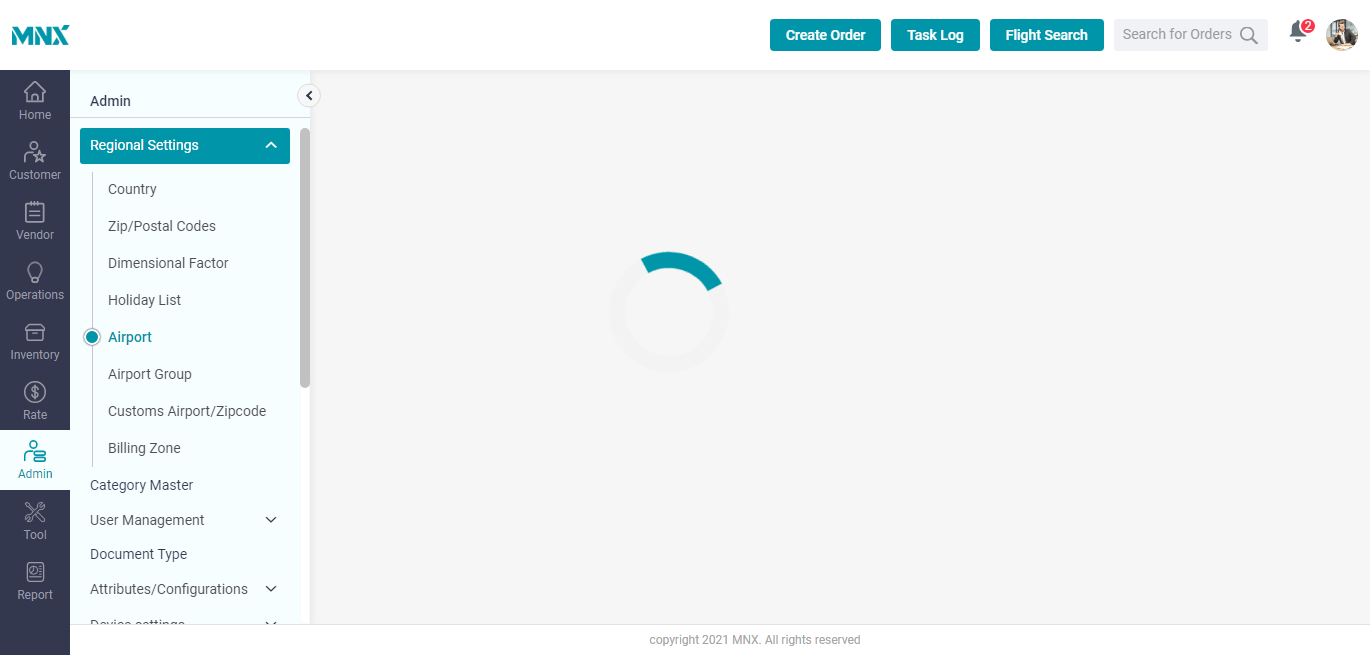 MNX
Create Order
Task Log
Flight Search
Search for Orders
2
Home
Customer
Vendor
Operations
Inventory
Rate
Admin
Tool
Report
Admin
Regional Settings
Country
Zip/Postal Codes
Dimensional Factor
Holiday List
Airport
Airport Group
Customs Airport/Zipcode
Billing Zone
Category Master
User Management
Document Type
Attributes/Configurations
Device settings
copyright 2021 MNX. All rights reserved